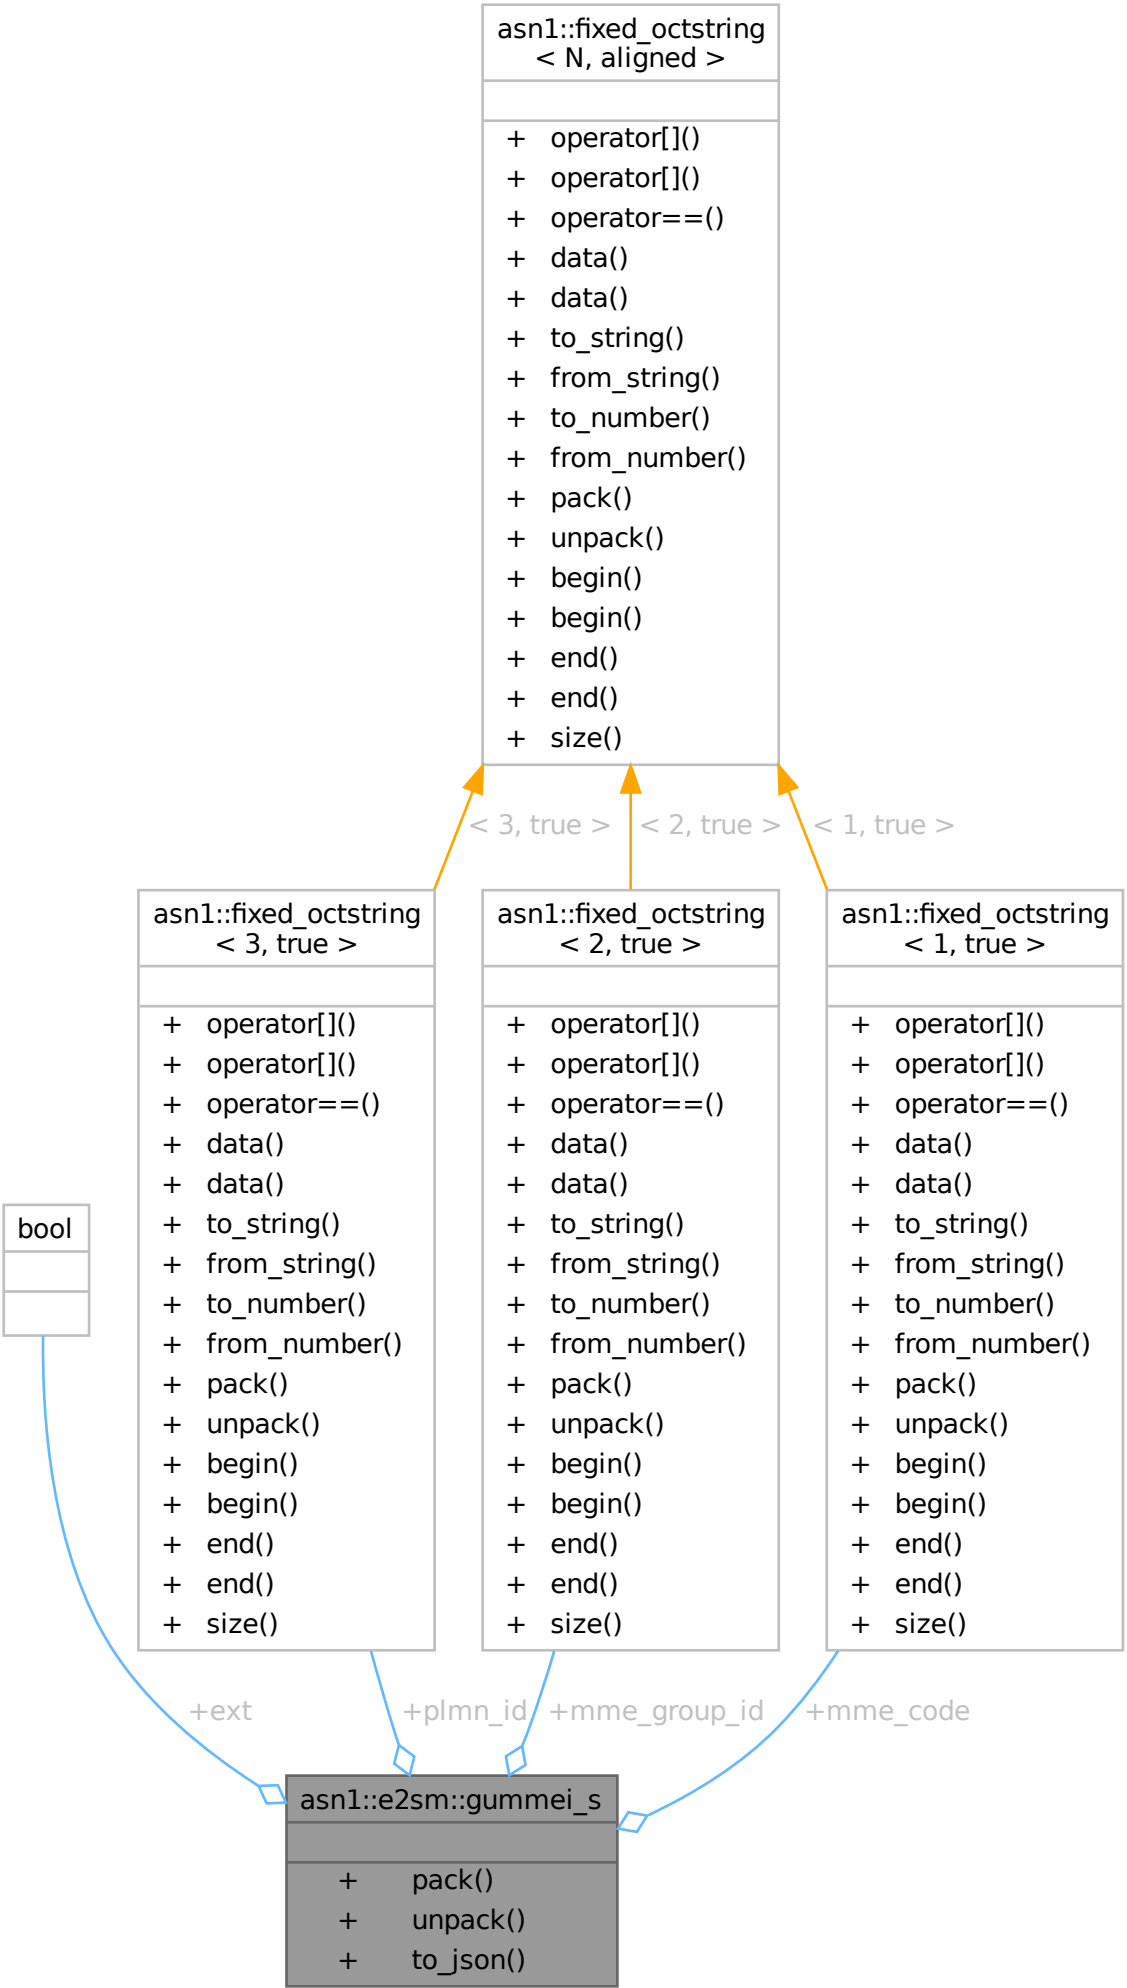 asn1::fixed_octstring
< N, aligned >
+ operator[]()
+ operator[]()
+ operator==()
+ data()
+ data()
+ to_string()
+ from_string()
+ to_number()
+ from_number()
+ pack()
+ unpack()
+ begin()
+ begin()
+ end()
+ end()
+ size()
< 3, true >
< 2, true >
< 1, true >
asn1::fixed_octstring
< 3, true >
+ operator[]()
+ operator[]()
+ operator==()
+ data()
+ data()
+ to_string()
+ from_string()
+ to_number()
+ from_number()
+ pack()
+ unpack()
+ begin()
+ begin()
+ end()
+ end()
+ size()
asn1::fixed_octstring
< 2, true >
+ operator[]()
+ operator[]()
+ operator==()
+ data()
+ data()
+ to_string()
+ from_string()
+ to_number()
+ from_number()
+ pack()
+ unpack()
+ begin()
+ begin()
+ end()
+ end()
+ size()
asn1::fixed_octstring
< 1, true >
+ operator[]()
+ operator[]()
+ operator==()
+ data()
+ data()
+ to_string()
+ from_string()
+ to_number()
+ from_number()
+ pack()
+ unpack()
+ begin()
+ begin()
+ end()
+ end()
+ size()
bool
+ext
+plmn_id
+mme_group_id
+mme_code
asn1::e2sm::gummei_s
+ pack()
+ unpack()
+ to_json()